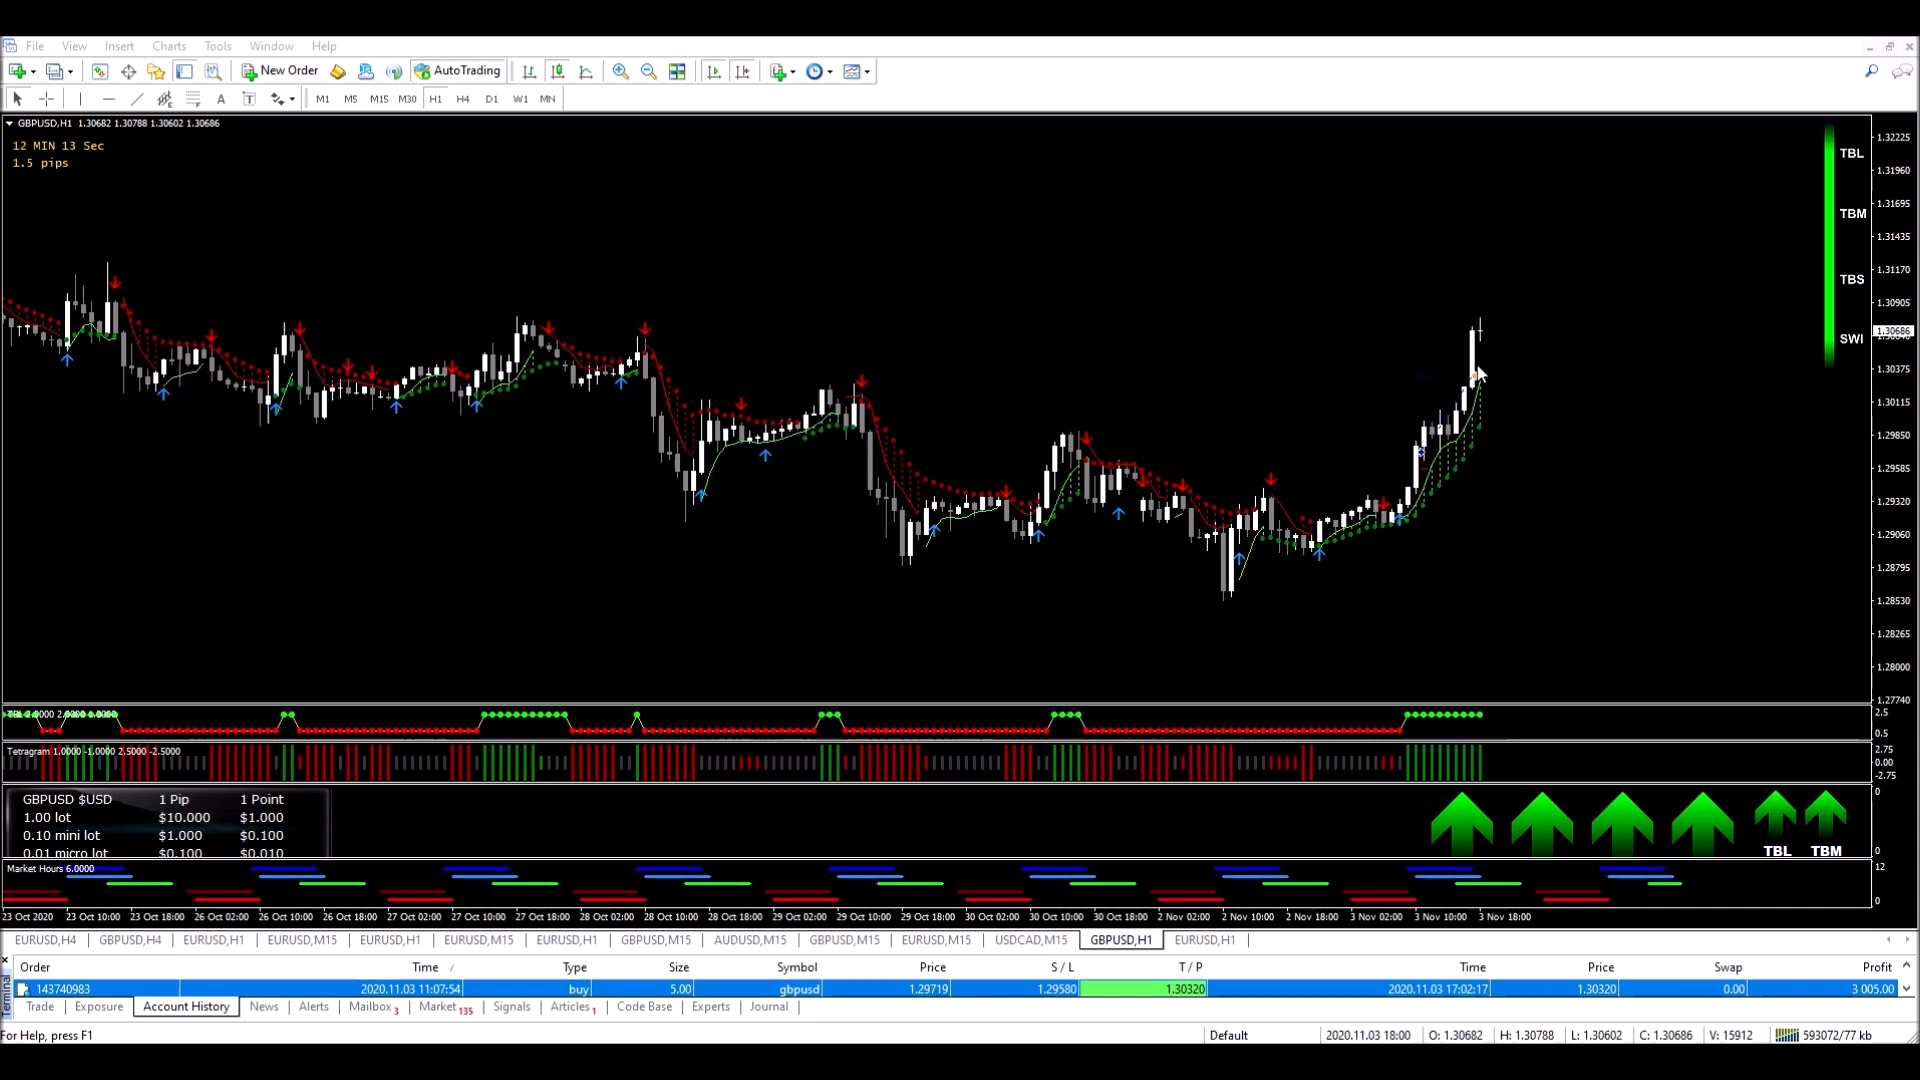 File View Insert Charts Tools Window Help
New Order AutoTrading
A T M1 M5 M15 M30 H1 H4 D1 W1 MN
GBPUSD,H1 1.30682 1.30788 1.30602 1.30686
12 MIN 13 Sec
1.5 pips
TBL
TBM
TBS
SWI
1.32225
1.31960
1.31695
1.31435
1.31170
1.30905
1.30686
1.30375
1.30115
1.29850
1.29585
1.29320
1.29060
1.28795
1.28530
1.28265
1.28000
1.27740
2.5
0.5
Tetragram 1.0000 -1.0000 2.5000 -2.5000
2.75
0.00
-2.75
GBPUSD $USD 1 Pip 1 Point
1.00 lot $10.000 $1.000
0.10 mini lot $1.000 $0.100
0.01 micro lot $0.100 $0.010
TBL TBM
0
0
Market Hours 6.0000
12
0
23 Oct 2020 23 Oct 10:00 23 Oct 18:00 26 Oct 02:00 26 Oct 10:00 26 Oct 18:00 27 Oct 02:00 27 Oct 10:00 27 Oct 18:00 28 Oct 02:00 28 Oct 10:00 28 Oct 18:00 29 Oct 02:00 29 Oct 10:00 29 Oct 18:00 30 Oct 02:00 30 Oct 10:00 30 Oct 18:00 2 Nov 02:00 2 Nov 10:00 2 Nov 18:00 3 Nov 02:00 3 Nov 10:00 3 Nov 18:00
EURUSD,H4 GBPUSD,H4 EURUSD,H1 EURUSD,M15 EURUSD,H1 EURUSD,M15 EURUSD,H1 GBPUSD,M15 AUDUSD,M15 GBPUSD,M15 EURUSD,M15 USDCAD,M15 GBPUSD,H1 EURUSD,H1
Order Time / Type Size Symbol Price S / L T / P Time Price Swap Profit
143740983 2020.11.03 11:07:54 buy 5.00 gbpusd 1.29719 1.29580 1.30320 2020.11.03 17:02:17 1.30320 0.00 3 005.00
Terminal
Trade Exposure Account History News Alerts Mailbox 3 Market 135 Signals Articles 1 Code Base Experts Journal
For Help, press F1 Default 2020.11.03 18:00 O: 1.30682 H: 1.30788 L: 1.30602 C: 1.30686 V: 15912 593072/77 kb